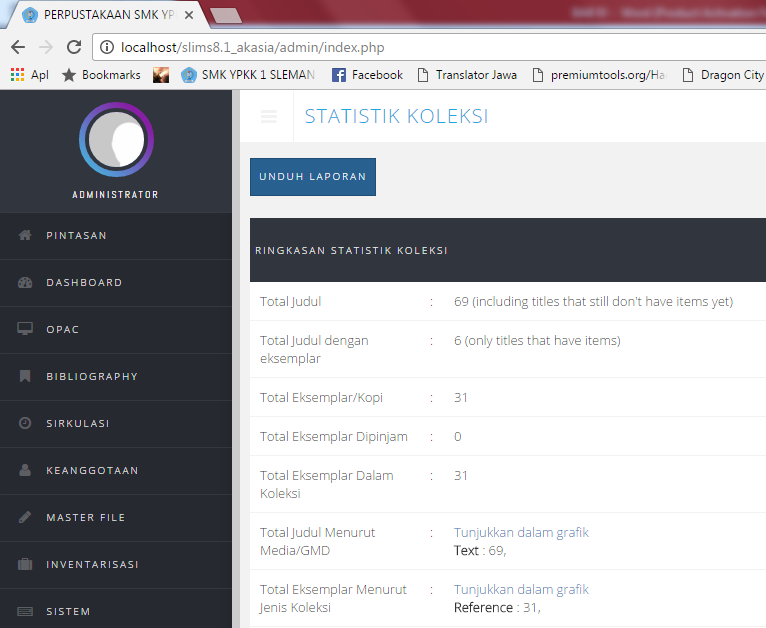 PERPUSTAKAAN SMK YP
localhost/slims8.1_akasia/admin/index.php
Apl Bookmarks SMK YPKK 1 SLEMAN Facebook Translator Jawa premiumtools.org/Ha Dragon City
ADMINISTRATOR
PINTASAN
DASHBOARD
OPAC
BIBLIOGRAPHY
SIRKULASI
KEANGGOTAAN
MASTER FILE
INVENTARISASI
SISTEM
STATISTIK KOLEKSI
UNDUH LAPORAN
RINGKASAN STATISTIK KOLEKSI
Total Judul : 69 (including titles that still don't have items yet)
Total Judul dengan : 6 (only titles that have items)
eksemplar
Total Eksemplar/Kopi : 31
Total Eksemplar Dipinjam : 0
Total Eksemplar Dalam : 31
Koleksi
Total Judul Menurut : Tunjukkan dalam grafik
Media/GMD Text : 69,
Total Eksemplar Menurut : Tunjukkan dalam grafik
Jenis Koleksi Reference : 31,